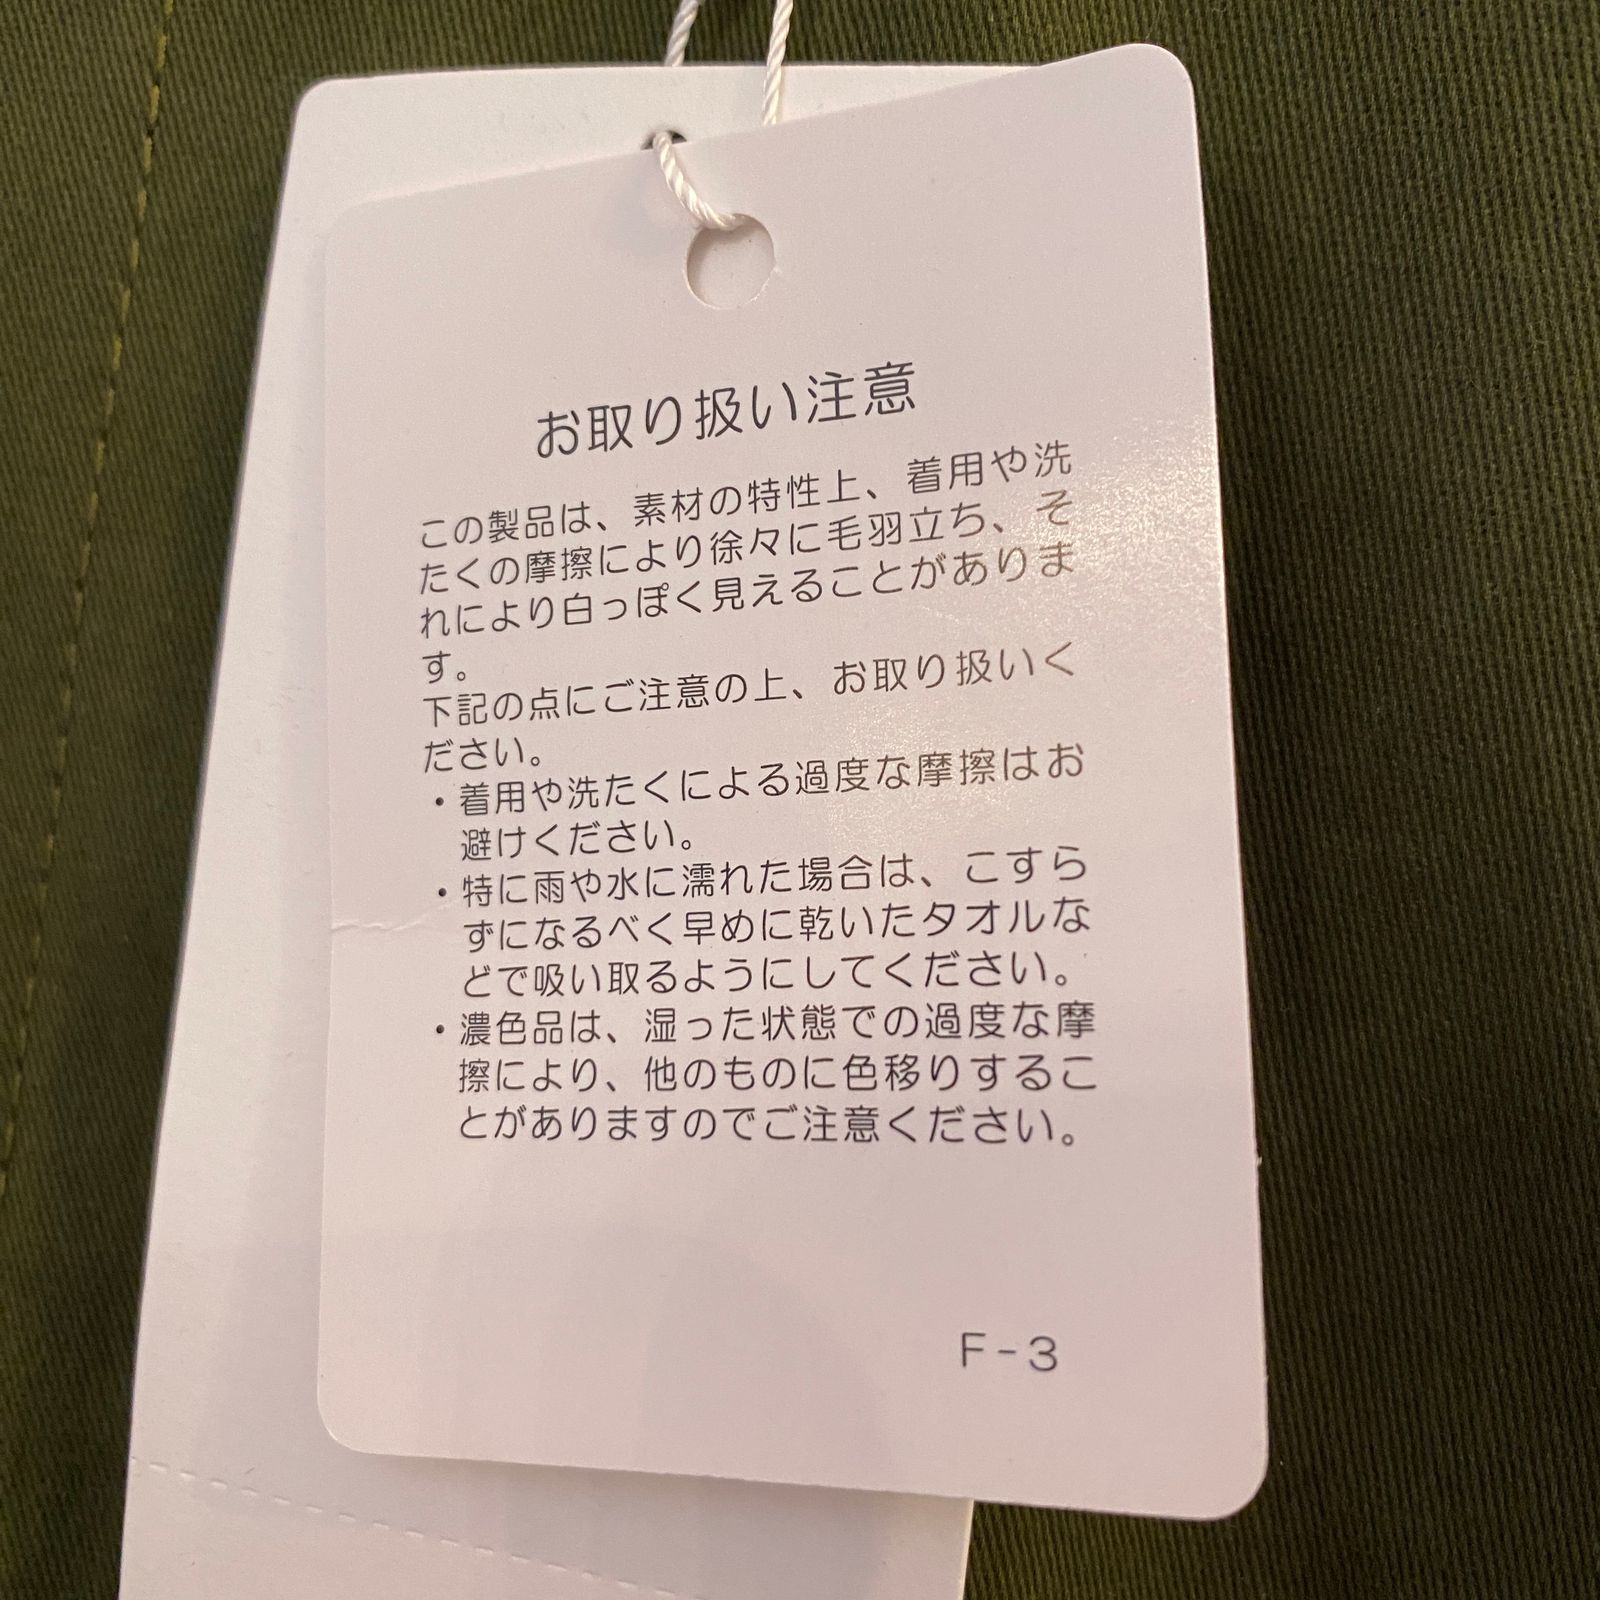 お取り扱い注意
この製品は、素材の特性上、着用や洗
たくの摩擦により徐々に毛羽立ち、そ
れにより白っぽく見えることがありま
す。
下記の点にご注意の上、お取り扱いく
ださい。
・着用や洗たくによる過度な摩擦はお
避けください。
・特に雨や水に濡れた場合は、こすら
ずになるべく早めに乾いたタオルな
どで吸い取るようにしてください。
・濃色品は、湿った状態での過度な摩
擦により、他のものに色移りするこ
とがありますのでご注意ください。
F-3